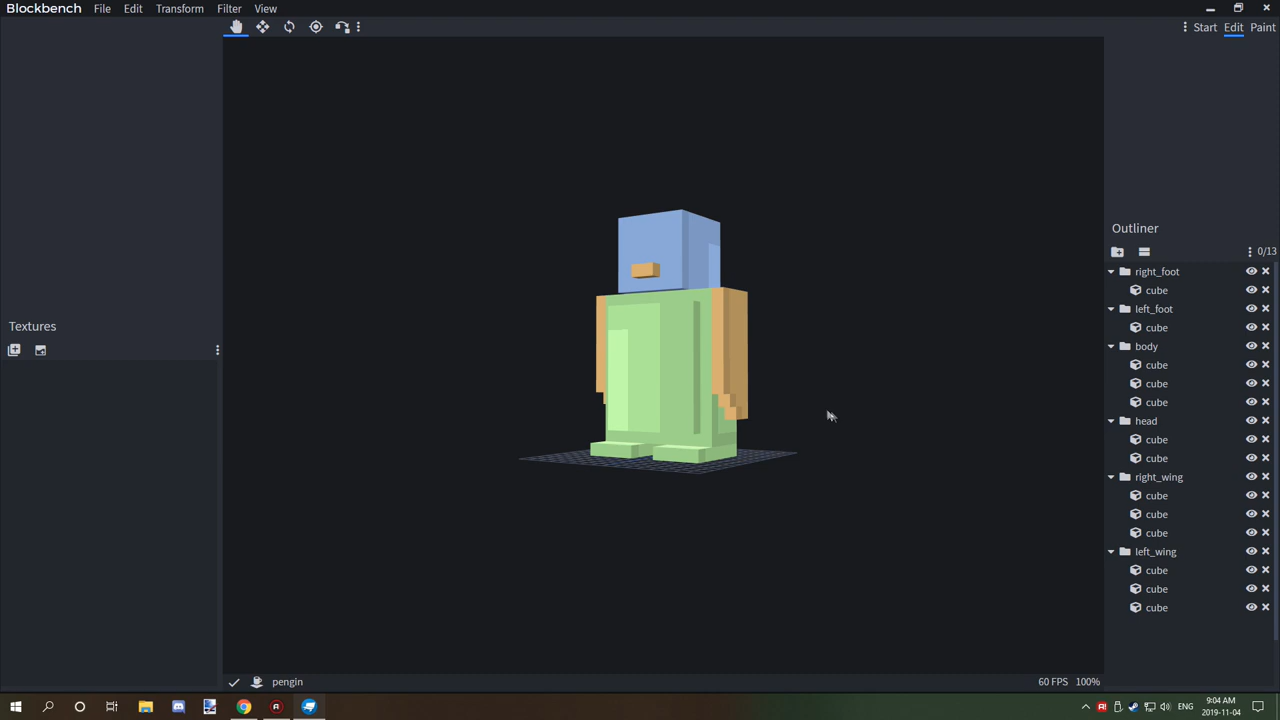 Blockbench File Edit Transform Filter View
Start Edit Paint
Outliner
0/13
right_foot
cube
left_foot
cube
body
cube
cube
cube
head
cube
cube
right_wing
cube
cube
cube
left_wing
cube
cube
cube
Textures
pengin
60 FPS 100%
ENG
9:04 AM
2019-11-04